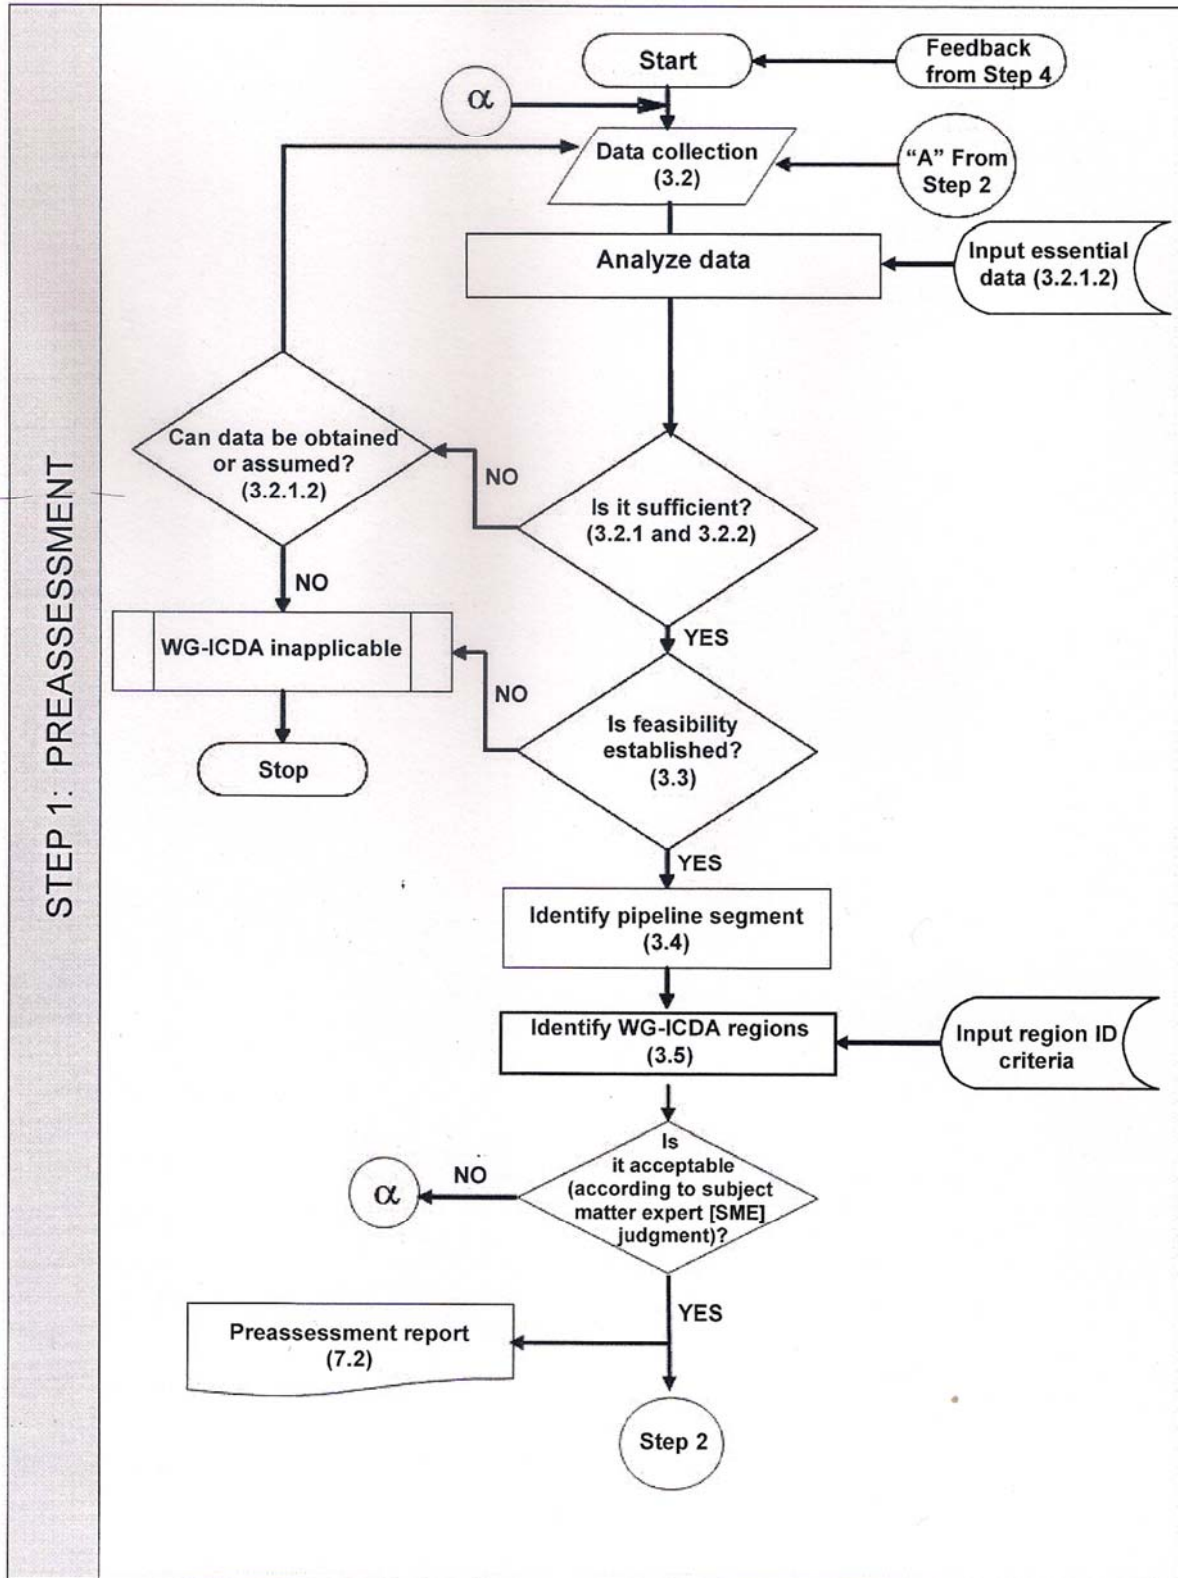 STEP 1: PREASSESSMENT
Start
Feedback
from Step 4
α
Data collection
(3.2)
“A” From
Step 2
Analyze data
Input essential
data (3.2.1.2)
Can data be obtained
or assumed?
(3.2.1.2)
NO
Is it sufficient?
(3.2.1 and 3.2.2)
NO
YES
WG-ICDA inapplicable
NO
Is feasibility
established?
(3.3)
Stop
YES
Identify pipeline segment
(3.4)
Identify WG-ICDA regions
(3.5)
Input region ID
criteria
Is
it acceptable
(according to subject
matter expert [SME]
judgment)?
NO
α
YES
Preassessment report
(7.2)
Step 2